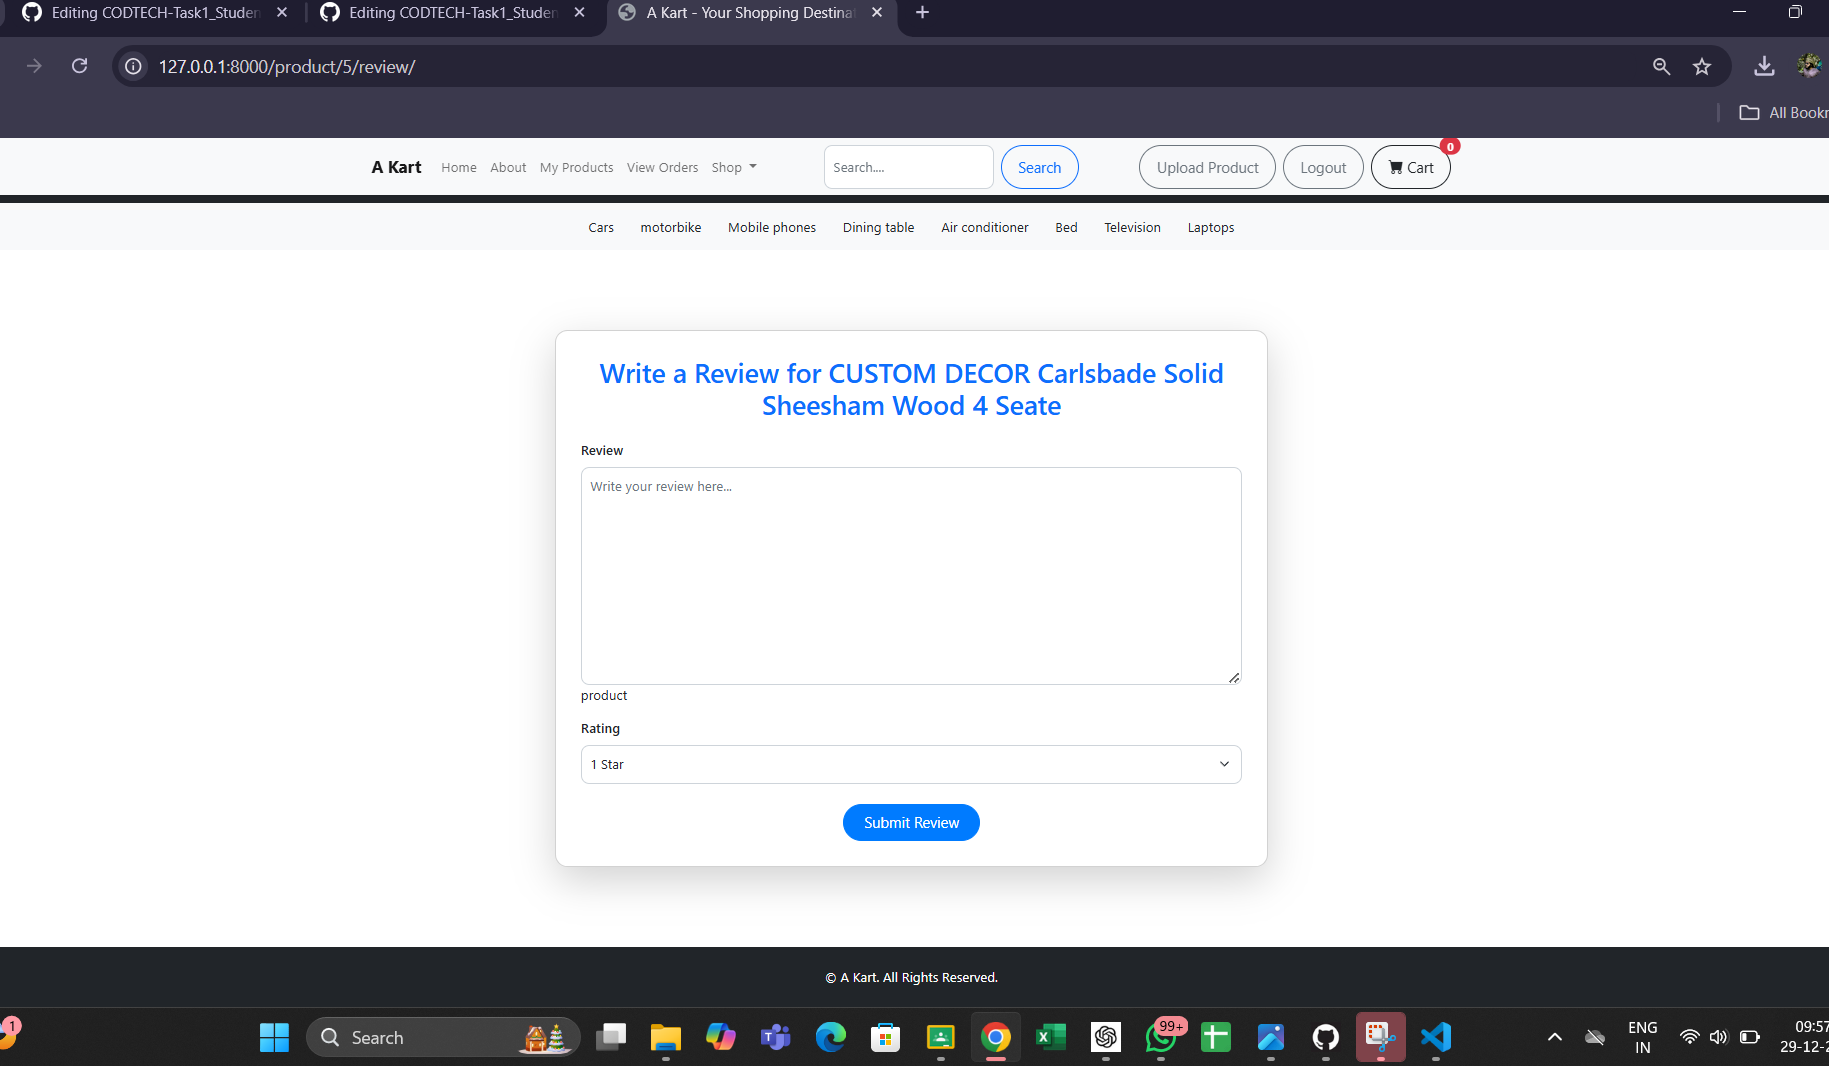 Editing CODTECH-Task1_Studen
Editing CODTECH-Task1_Studen
A Kart - Your Shopping Destina
127.0.0.1:8000/product/5/review/
All Bookr
A Kart
Home
About
My Products
View Orders
Shop
Search....
Search
Upload Product
Logout
Cart
0
Cars
motorbike
Mobile phones
Dining table
Air conditioner
Bed
Television
Laptops
Write a Review for CUSTOM DECOR Carlsbade Solid
Sheesham Wood 4 Seate
Review
Write your review here...
product
Rating
1 Star
Submit Review
© A Kart. All Rights Reserved.
1
Search
99+
ENG
IN
09:57
29-12-2